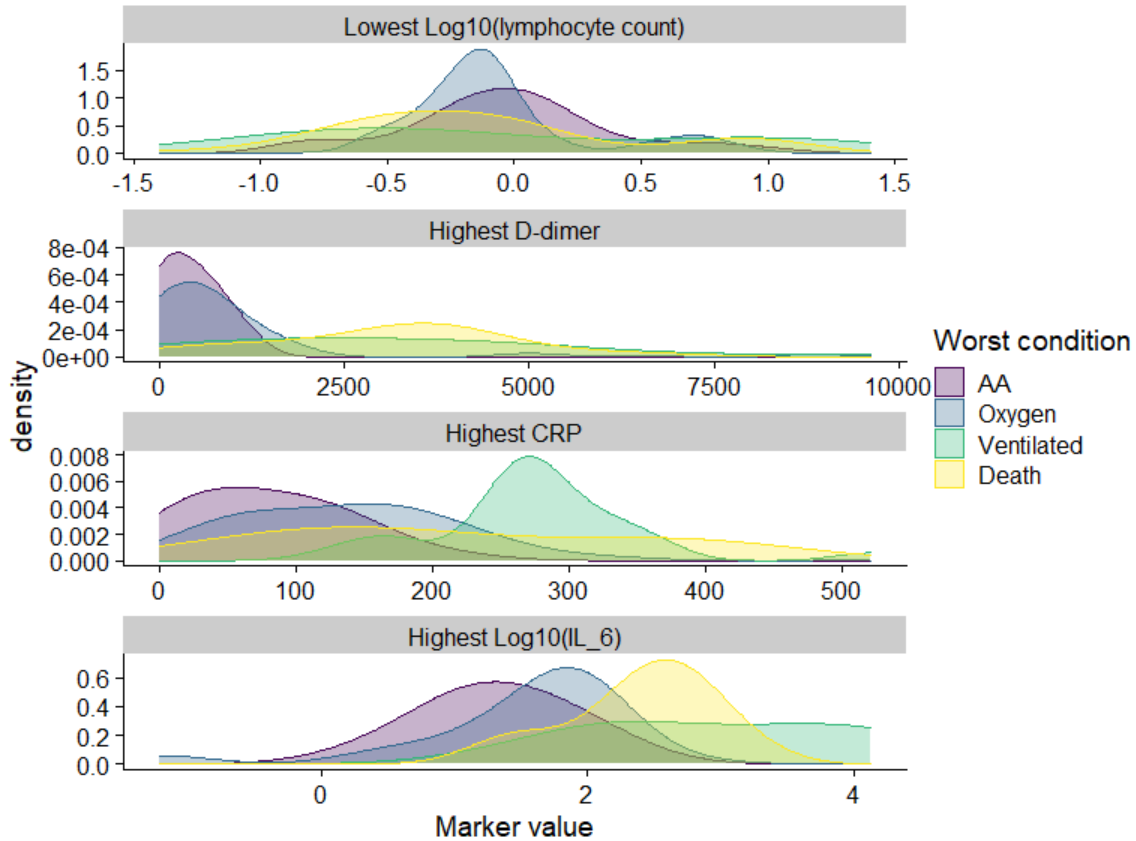 Lowest Log10(lymphocyte count)
1.5
1.0
0.5
0.0
-1.5 -1.0 -0.5 0.0 0.5 1.0 1.5
Highest D-dimer
8e-04
6e-04
4e-04
2e-04
0e+00
0 2500 5000 7500 10000
density
Highest CRP
0.008
0.006
0.004
0.002
0.000
0 100 200 300 400 500
Highest Log10(IL_6)
0.6
0.4
0.2
0.0
0 2 4
Marker value
Worst condition
AA
Oxygen
Ventilated
Death